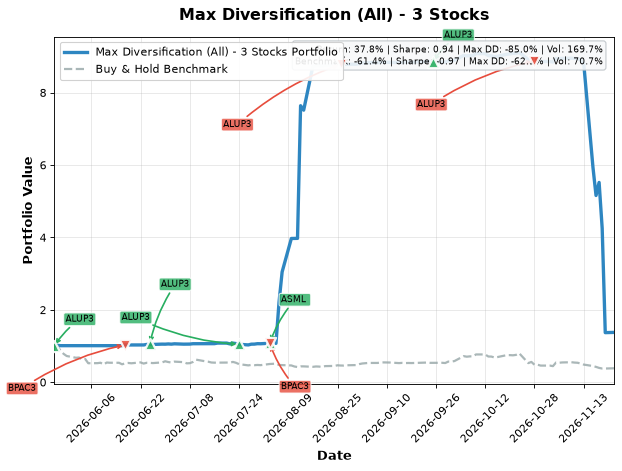 Max Diversification (All) - 3 Stocks
ALUP3
Max Diversification (All) - 3 Stocks Portfolio
Buy & Hold Benchmark
37.8% | Sharpe: 0.94 | Max DD: -85.0% | Vol: 169.7%
-61.4% | Sharpe -0.97 | Max DD: -62. % | Vol: 70.7%
ALUP3
ALUP3
ALUP3
ALUP3
ALUP3
ASML
BPAC3
BPAC3
Portfolio Value
8
6
4
2
0
2026-06-06
2026-06-22
2026-07-08
2026-07-24
2026-08-09
2026-08-25
2026-09-10
2026-09-26
2026-10-12
2026-10-28
2026-11-13
Date